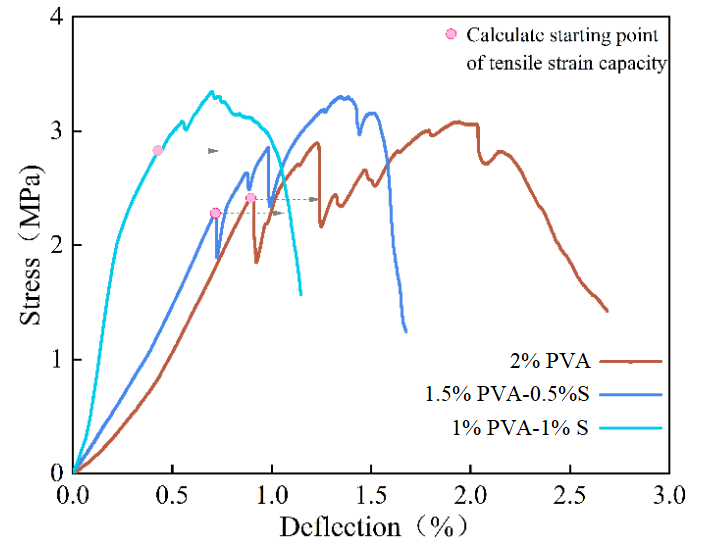 4
Calculate starting point
of tensile strain capacity
3
2
1
0
Stress（MPa）
2% PVA
1.5% PVA-0.5%S
1% PVA-1% S
0.0 0.5 1.0 1.5 2.0 2.5 3.0
Deflection（%）